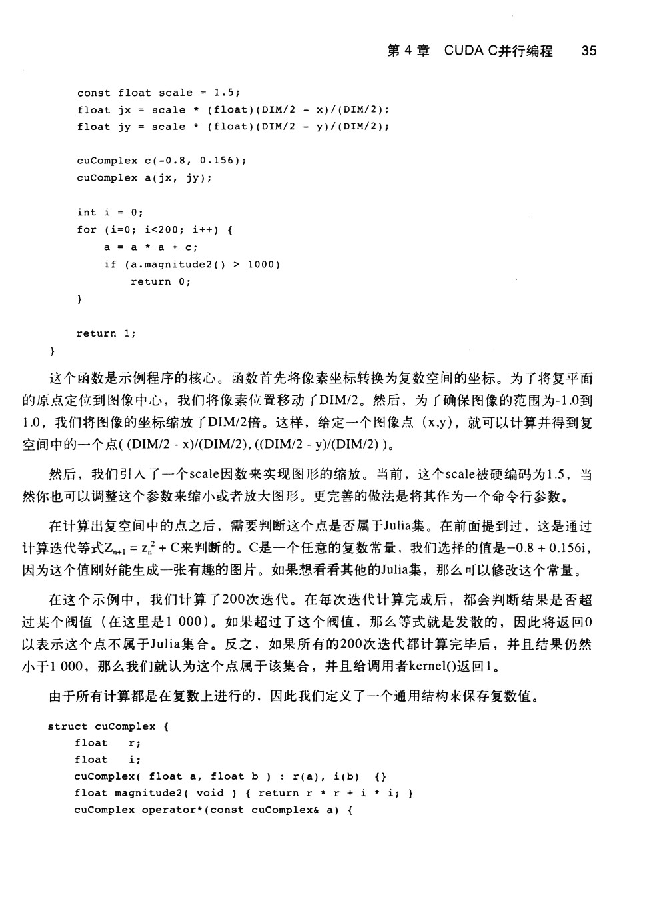 第 4 章 CUDA C并行编程 35
const float scale = 1.5;
float jx = scale * (float)(DIM/2 - x)/(DIM/2);
float jy = scale * (float)(DIM/2 - y)/(DIM/2);
cuComplex c(-0.8, 0.156);
cuComplex a(jx, jy);
int i = 0;
for (i=0; i<200; i++) {
a = a * a + c;
if (a.magnitude2() > 1000)
return 0;
}
return 1;
}
这个函数是示例程序的核心。函数首先将像素坐标转换为复数空间的坐标。为了将复平面
的原点定位到图像中心，我们将像素位置移动了DIM/2。然后，为了确保图像的范围为-1.0到
1.0，我们将图像的坐标缩放了DIM/2倍。这样，给定一个图像点（x,y)，就可以计算并得到复
空间中的一个点( (DIM/2 - x)/(DIM/2), ((DIM/2 - y)/(DIM/2) )。
然后，我们引入了一个scale因数来实现图形的缩放。当前，这个scale被硬编码为1.5，当
然你也可以调整这个参数来缩小或者放大图形。更完善的做法是将其作为一个命令行参数。
在计算出复空间中的点之后，需要判断这个点是否属于Julia集。在前面提到过，这是通过
计算迭代等式Zₙ₊₁ = zₙ² + C来判断的。C是一个任意的复数常量，我们选择的值是-0.8 + 0.156i，
因为这个值刚好能生成一张有趣的图片。如果想看看其他的Julia集，那么可以修改这个常量。
在这个示例中，我们计算了200次迭代。在每次迭代计算完成后，都会判断结果是否超
过某个阀值（在这里是1 000）。如果超过了这个阀值，那么等式就是发散的，因此将返回0
以表示这个点不属于Julia集合。反之，如果所有的200次迭代都计算完毕后，并且结果仍然
小于1 000，那么我们就认为这个点属于该集合，并且给调用者kernel()返回1。
由于所有计算都是在复数上进行的，因此我们定义了一个通用结构来保存复数值。
struct cuComplex {
float r;
float i;
cuComplex( float a, float b ) : r(a), i(b) {}
float magnitude2( void ) { return r * r + i * i; }
cuComplex operator*(const cuComplex& a) {